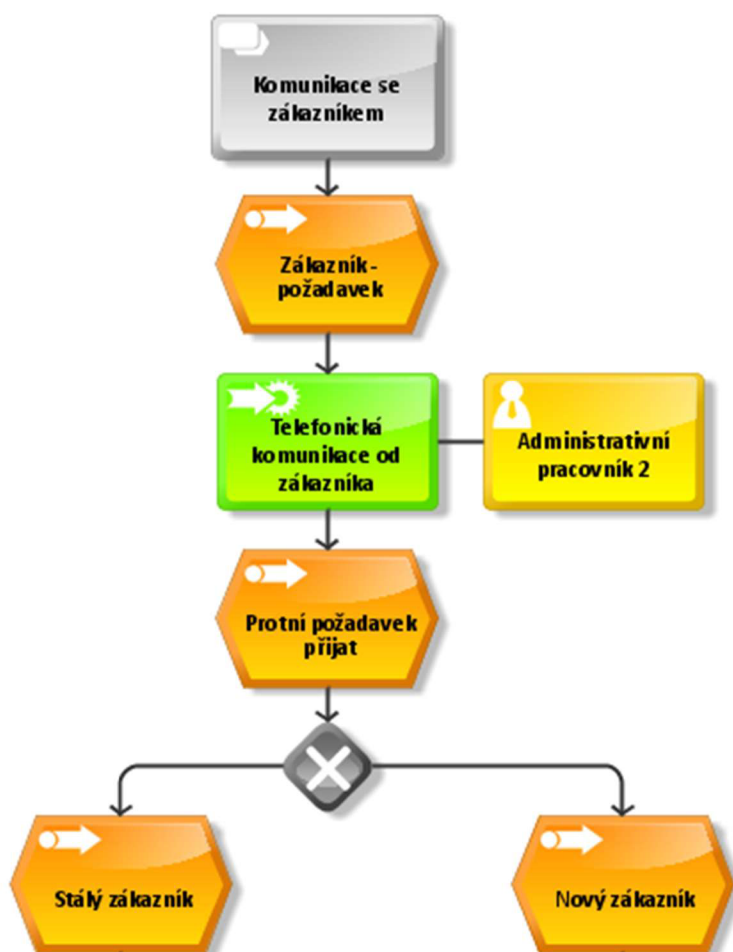 Komunikace se
zákazníkem
Zákazník-
požadavek
Telefonická
komunikace od
zákazníka
Administrativní
pracovník 2
Protní požadavek
přijat
Stálý zákazník
Nový zákazník